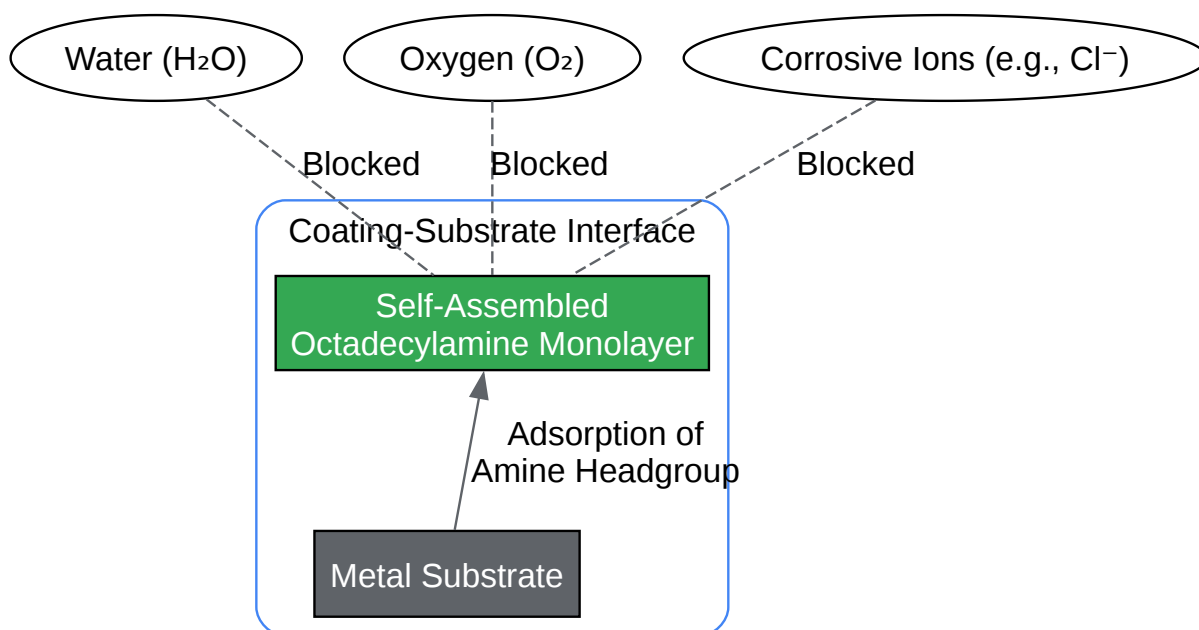 Water (H₂O)
Oxygen (O₂)
Corrosive Ions (e.g., Cl⁻)
Blocked
Blocked
Blocked
Coating-Substrate Interface
Self-Assembled
Octadecylamine Monolayer
Adsorption of
Amine Headgroup
Metal Substrate